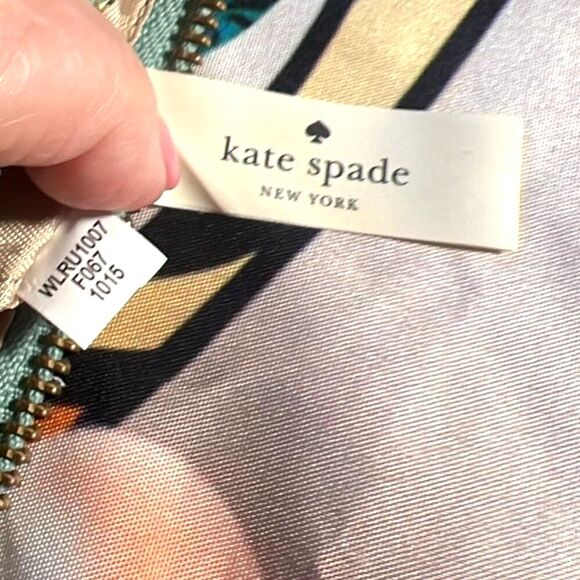 kate spade
NEW YORK
WLRU1007
F067
1015